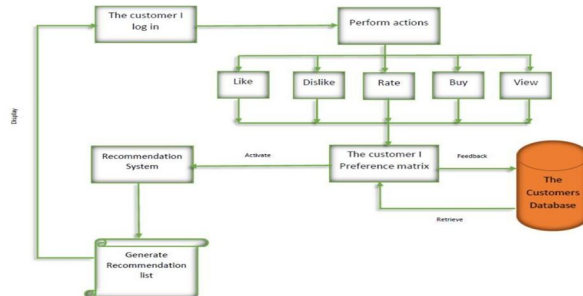 The customer I
log in
Perform actions
Like
Dislike
Rate
Buy
View
Display
Recommendation
System
Activate
The customer I
Preference matrix
Feedback
The
Customers
Database
Retrieve
Generate
Recommendation
list